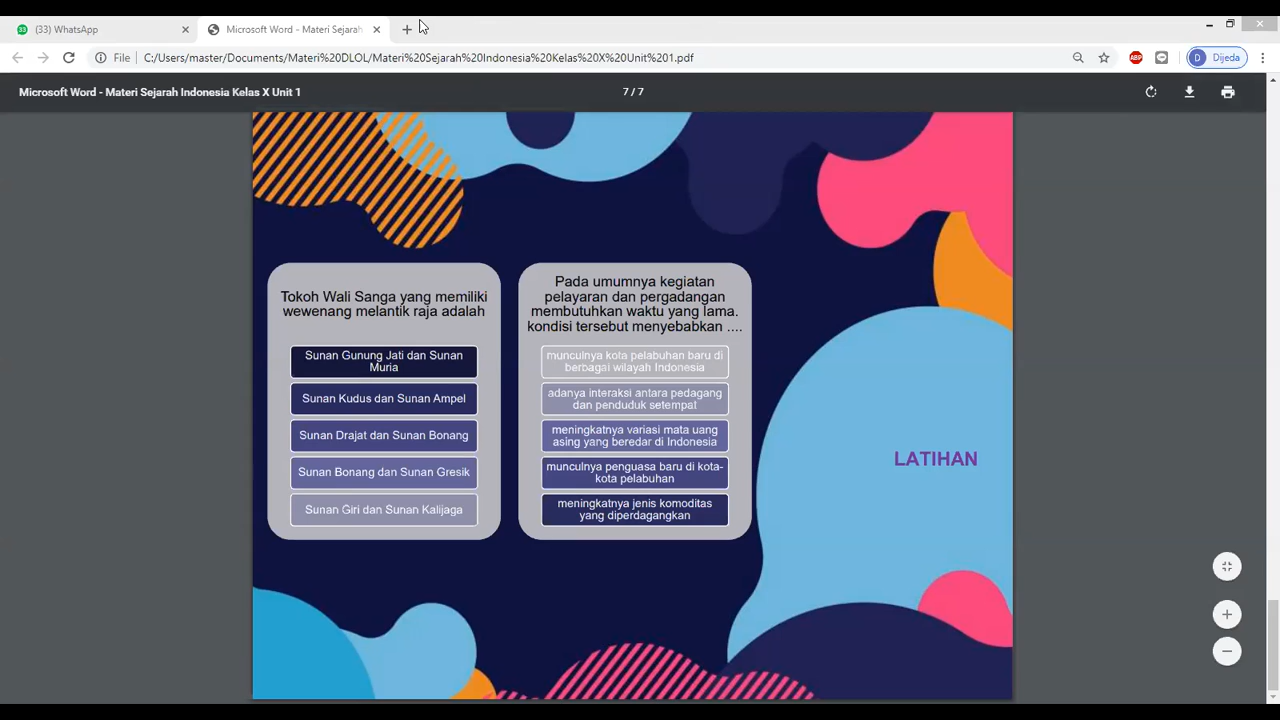 (33) WhatsApp
Microsoft Word - Materi Sejarah
File
C:/Users/master/Documents/Materi%20DLOL/Materi%20Sejarah%20Indonesia%20Kelas%20X%20Unit%201.pdf
ABP
D Dijeda
Microsoft Word - Materi Sejarah Indonesia Kelas X Unit 1
7 / 7
Tokoh Wali Sanga yang memiliki
wewenang melantik raja adalah
Sunan Gunung Jati dan Sunan
Muria
Sunan Kudus dan Sunan Ampel
Sunan Drajat dan Sunan Bonang
Sunan Bonang dan Sunan Gresik
Sunan Giri dan Sunan Kalijaga
Pada umumnya kegiatan
pelayaran dan pergadangan
membutuhkan waktu yang lama.
kondisi tersebut menyebabkan ....
munculnya kota pelabuhan baru di
berbagai wilayah Indonesia
adanya interaksi antara pedagang
dan penduduk setempat
meningkatnya variasi mata uang
asing yang beredar di Indonesia
munculnya penguasa baru di kota-
kota pelabuhan
meningkatnya jenis komoditas
yang diperdagangkan
LATIHAN